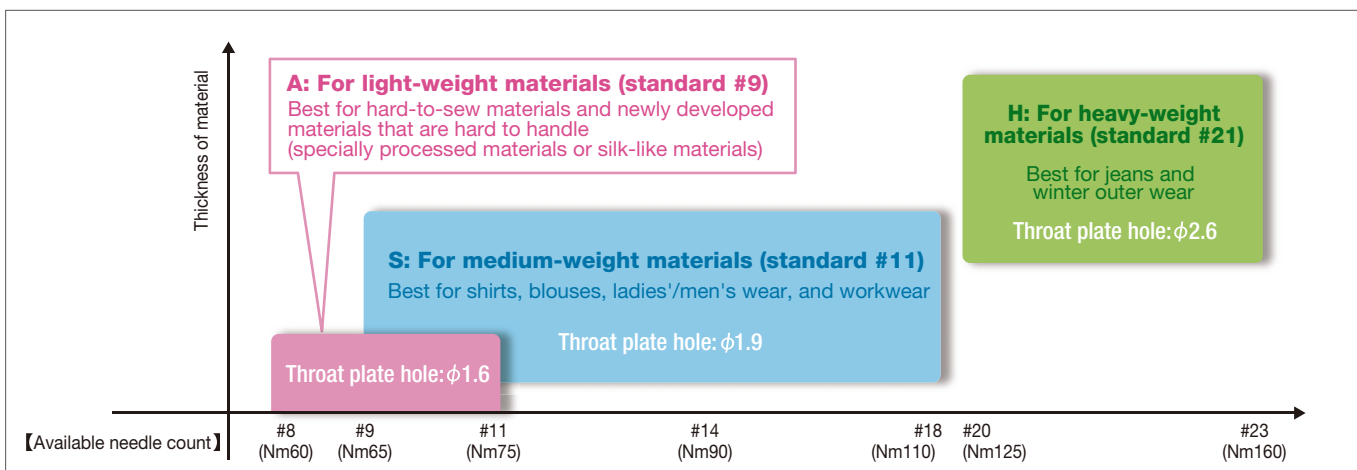 Thickness of material
A: For light-weight materials (standard #9)
Best for hard-to-sew materials and newly developed
materials that are hard to handle
(specially processed materials or silk-like materials)
H: For heavy-weight
materials (standard #21)
Best for jeans and
winter outer wear
Throat plate hole:φ2.6
S: For medium-weight materials (standard #11)
Best for shirts, blouses, ladies'/men's wear, and workwear
Throat plate hole:φ1.9
Throat plate hole:φ1.6
【Available needle count】
#8
(Nm60)
#9
(Nm65)
#11
(Nm75)
#14
(Nm90)
#18
(Nm110)
#20
(Nm125)
#23
(Nm160)